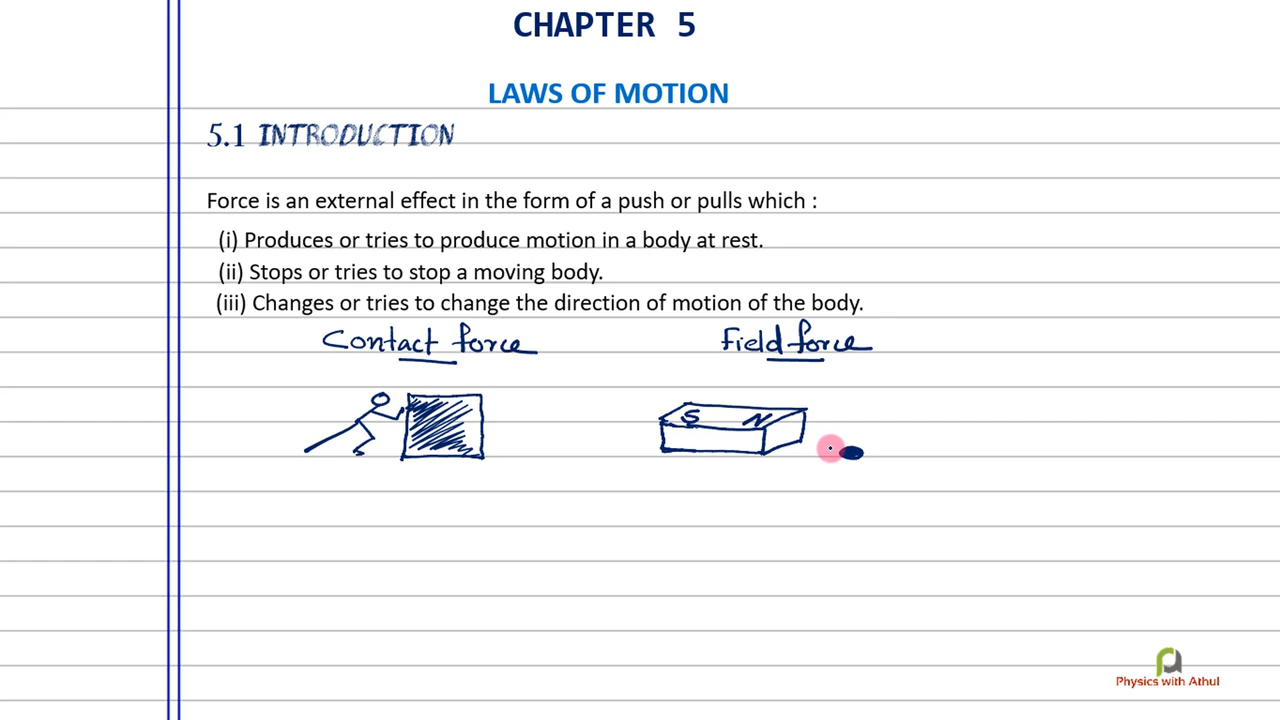 CHAPTER 5
LAWS OF MOTION
5.1 INTRODUCTION
Force is an external effect in the form of a push or pulls which :
(i) Produces or tries to produce motion in a body at rest.
(ii) Stops or tries to stop a moving body.
(iii) Changes or tries to change the direction of motion of the body.
Contact force
Field force
S N
Physics with Athul